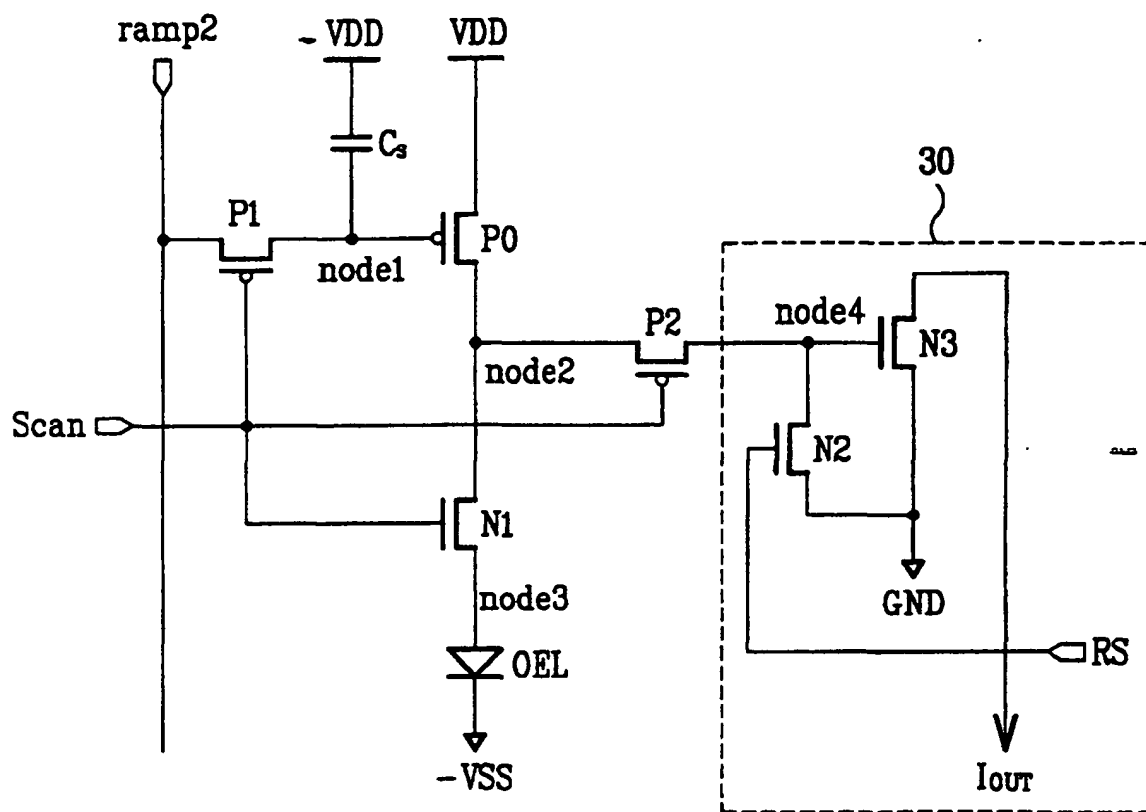 ramp2
-VDD
VDD
Cs
30
P1
P0
node1
P2
node4
N3
node2
Scan
N2
N1
GND
node3
OEL
RS
-VSS
IOUT